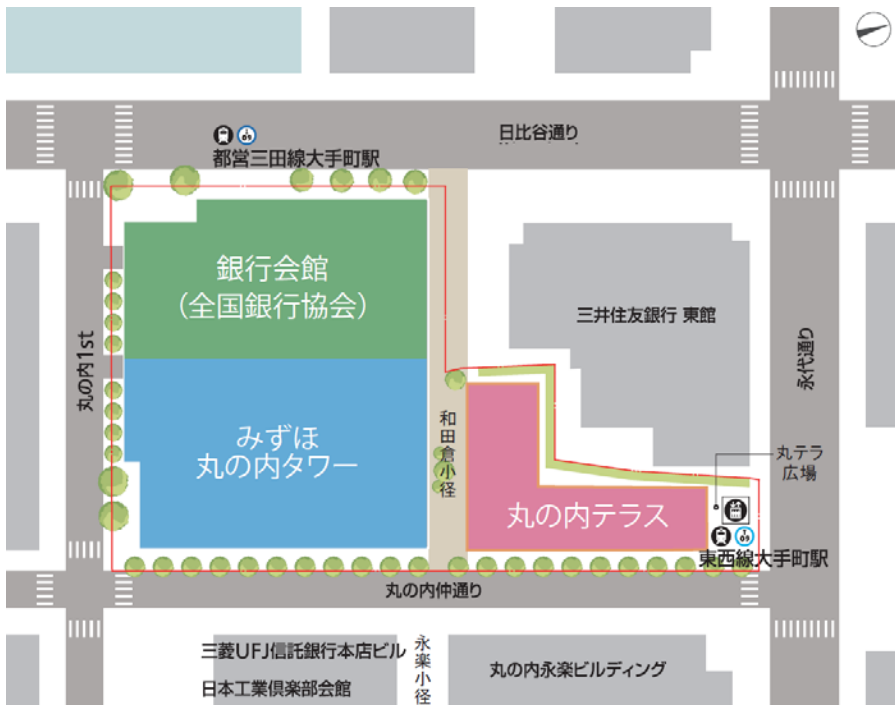 日比谷通り
都営三田線大手町駅
銀行会館
（全国銀行協会）
三井住友銀行 東館
丸の内1st
永代通り
みずほ
丸の内タワー
和田倉小径
丸テラ
広場
丸の内テラス
東西線大手町駅
丸の内仲通り
三菱UFJ信託銀行本店ビル
日本工業倶楽部会館
永楽小径
丸の内永楽ビルディング